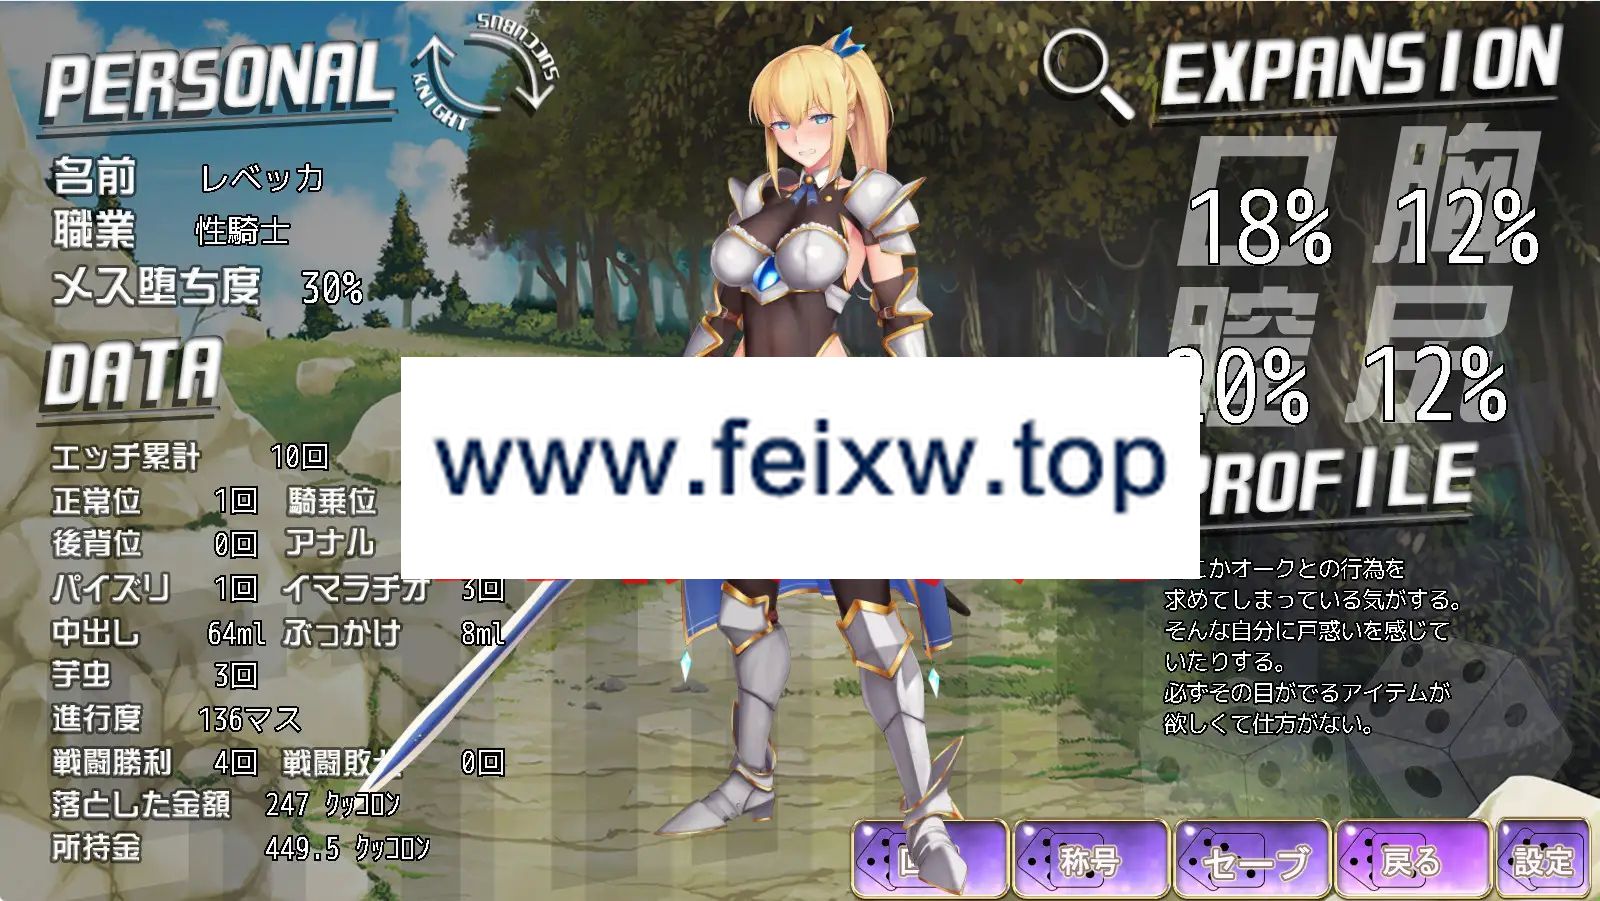 PERSONAL
SUCCUBUS
KNIGHT
名前 レベッカ
職業 性騎士
メス堕ち度 30%
DATA
エッチ累計 10回
正常位 1回 騎乗位
後背位 0回 アナル
パイズリ 1回 イマラチオ 3回
中出し 64ml ぶっかけ 8ml
芋虫 3回
進行度 136マス
戦闘勝利 4回 戦闘敗 0回
落とした金額 247 クッコロン
所持金 449.5 クッコロン
www.feixw.top
EXPANSION
口 18% 胸 12%
膣 20% 尻 12%
PROFILE
こかオークとの行為を
求めてしまっている気がする。
そんな自分に戸惑いを感じて
いたりする。
必ずその目がでるアイテムが
欲しくて仕方がない。
称号 セーブ 戻る 設定